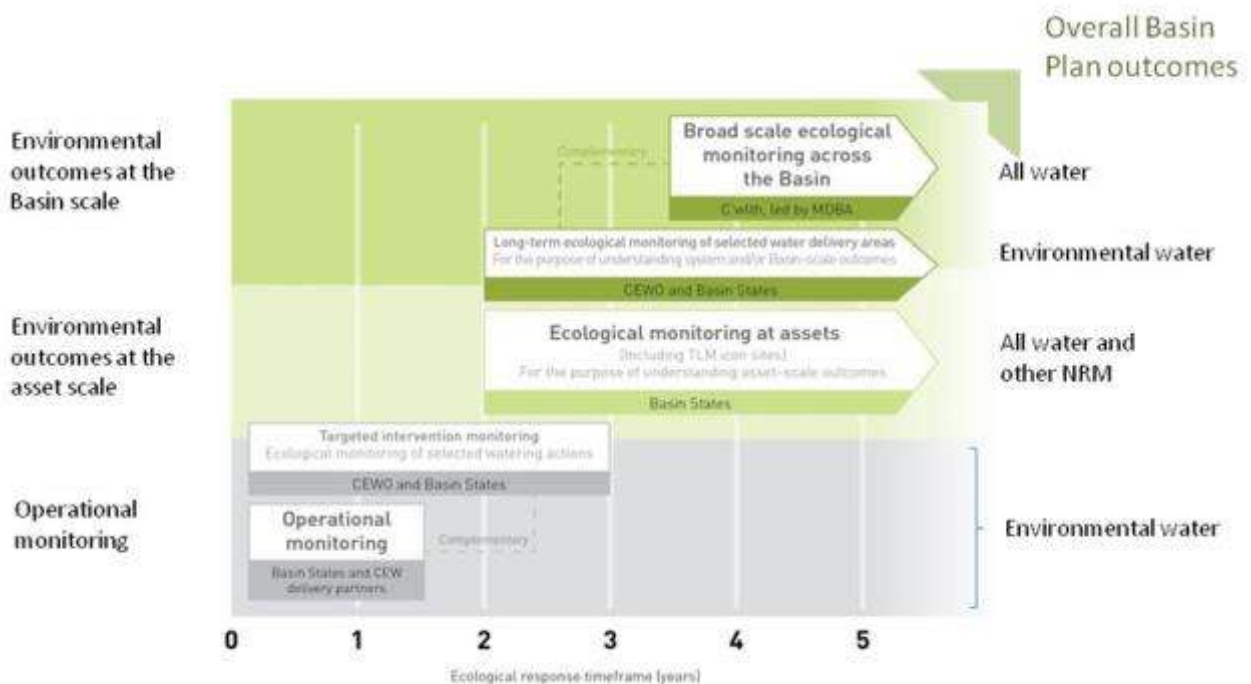 Overall Basin
Plan outcomes
Environmental
outcomes at the
Basin scale
Broad scale ecological
monitoring across
the Basin
C'wlth, led by MDBA
Complementary
All water
Long-term ecological monitoring of selected water delivery areas
For the purpose of understanding system and/or Basin-scale outcomes
CEWO and Basin States
Environmental water
Environmental
outcomes at the
asset scale
Ecological monitoring at assets
(including TLM icon sites)
For the purpose of understanding asset-scale outcomes
Basin States
All water and
other NRM
Targeted intervention monitoring
Ecological monitoring of selected watering actions
CEWO and Basin States
Operational
monitoring
Operational
monitoring
Basin States and CEW
delivery partners.
Complementary
Environmental water
0 1 2 3 4 5
Ecological response timeframe (years)